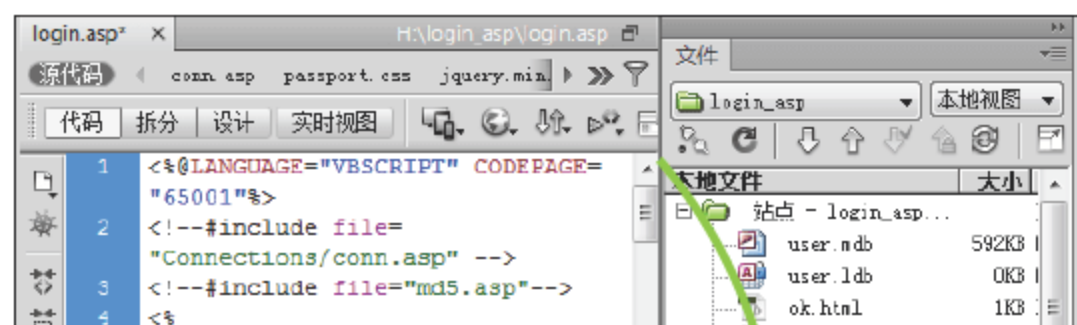 login.asp* × H:\login_asp\login.asp
源代码 conn.asp passport.css jquery.min.
代码 拆分 设计 实时视图
1 <%@LANGUAGE="VBSCRIPT" CODEPAGE=
"65001"%>
2 <!--#include file=
"Connections/conn.asp" -->
3 <!--#include file="md5.asp"-->
4 <%
文件
login_asp 本地视图
本地文件 大小
站点 - login_asp...
user.mdb 592KB
user.ldb 0KB
ok.html 1KB